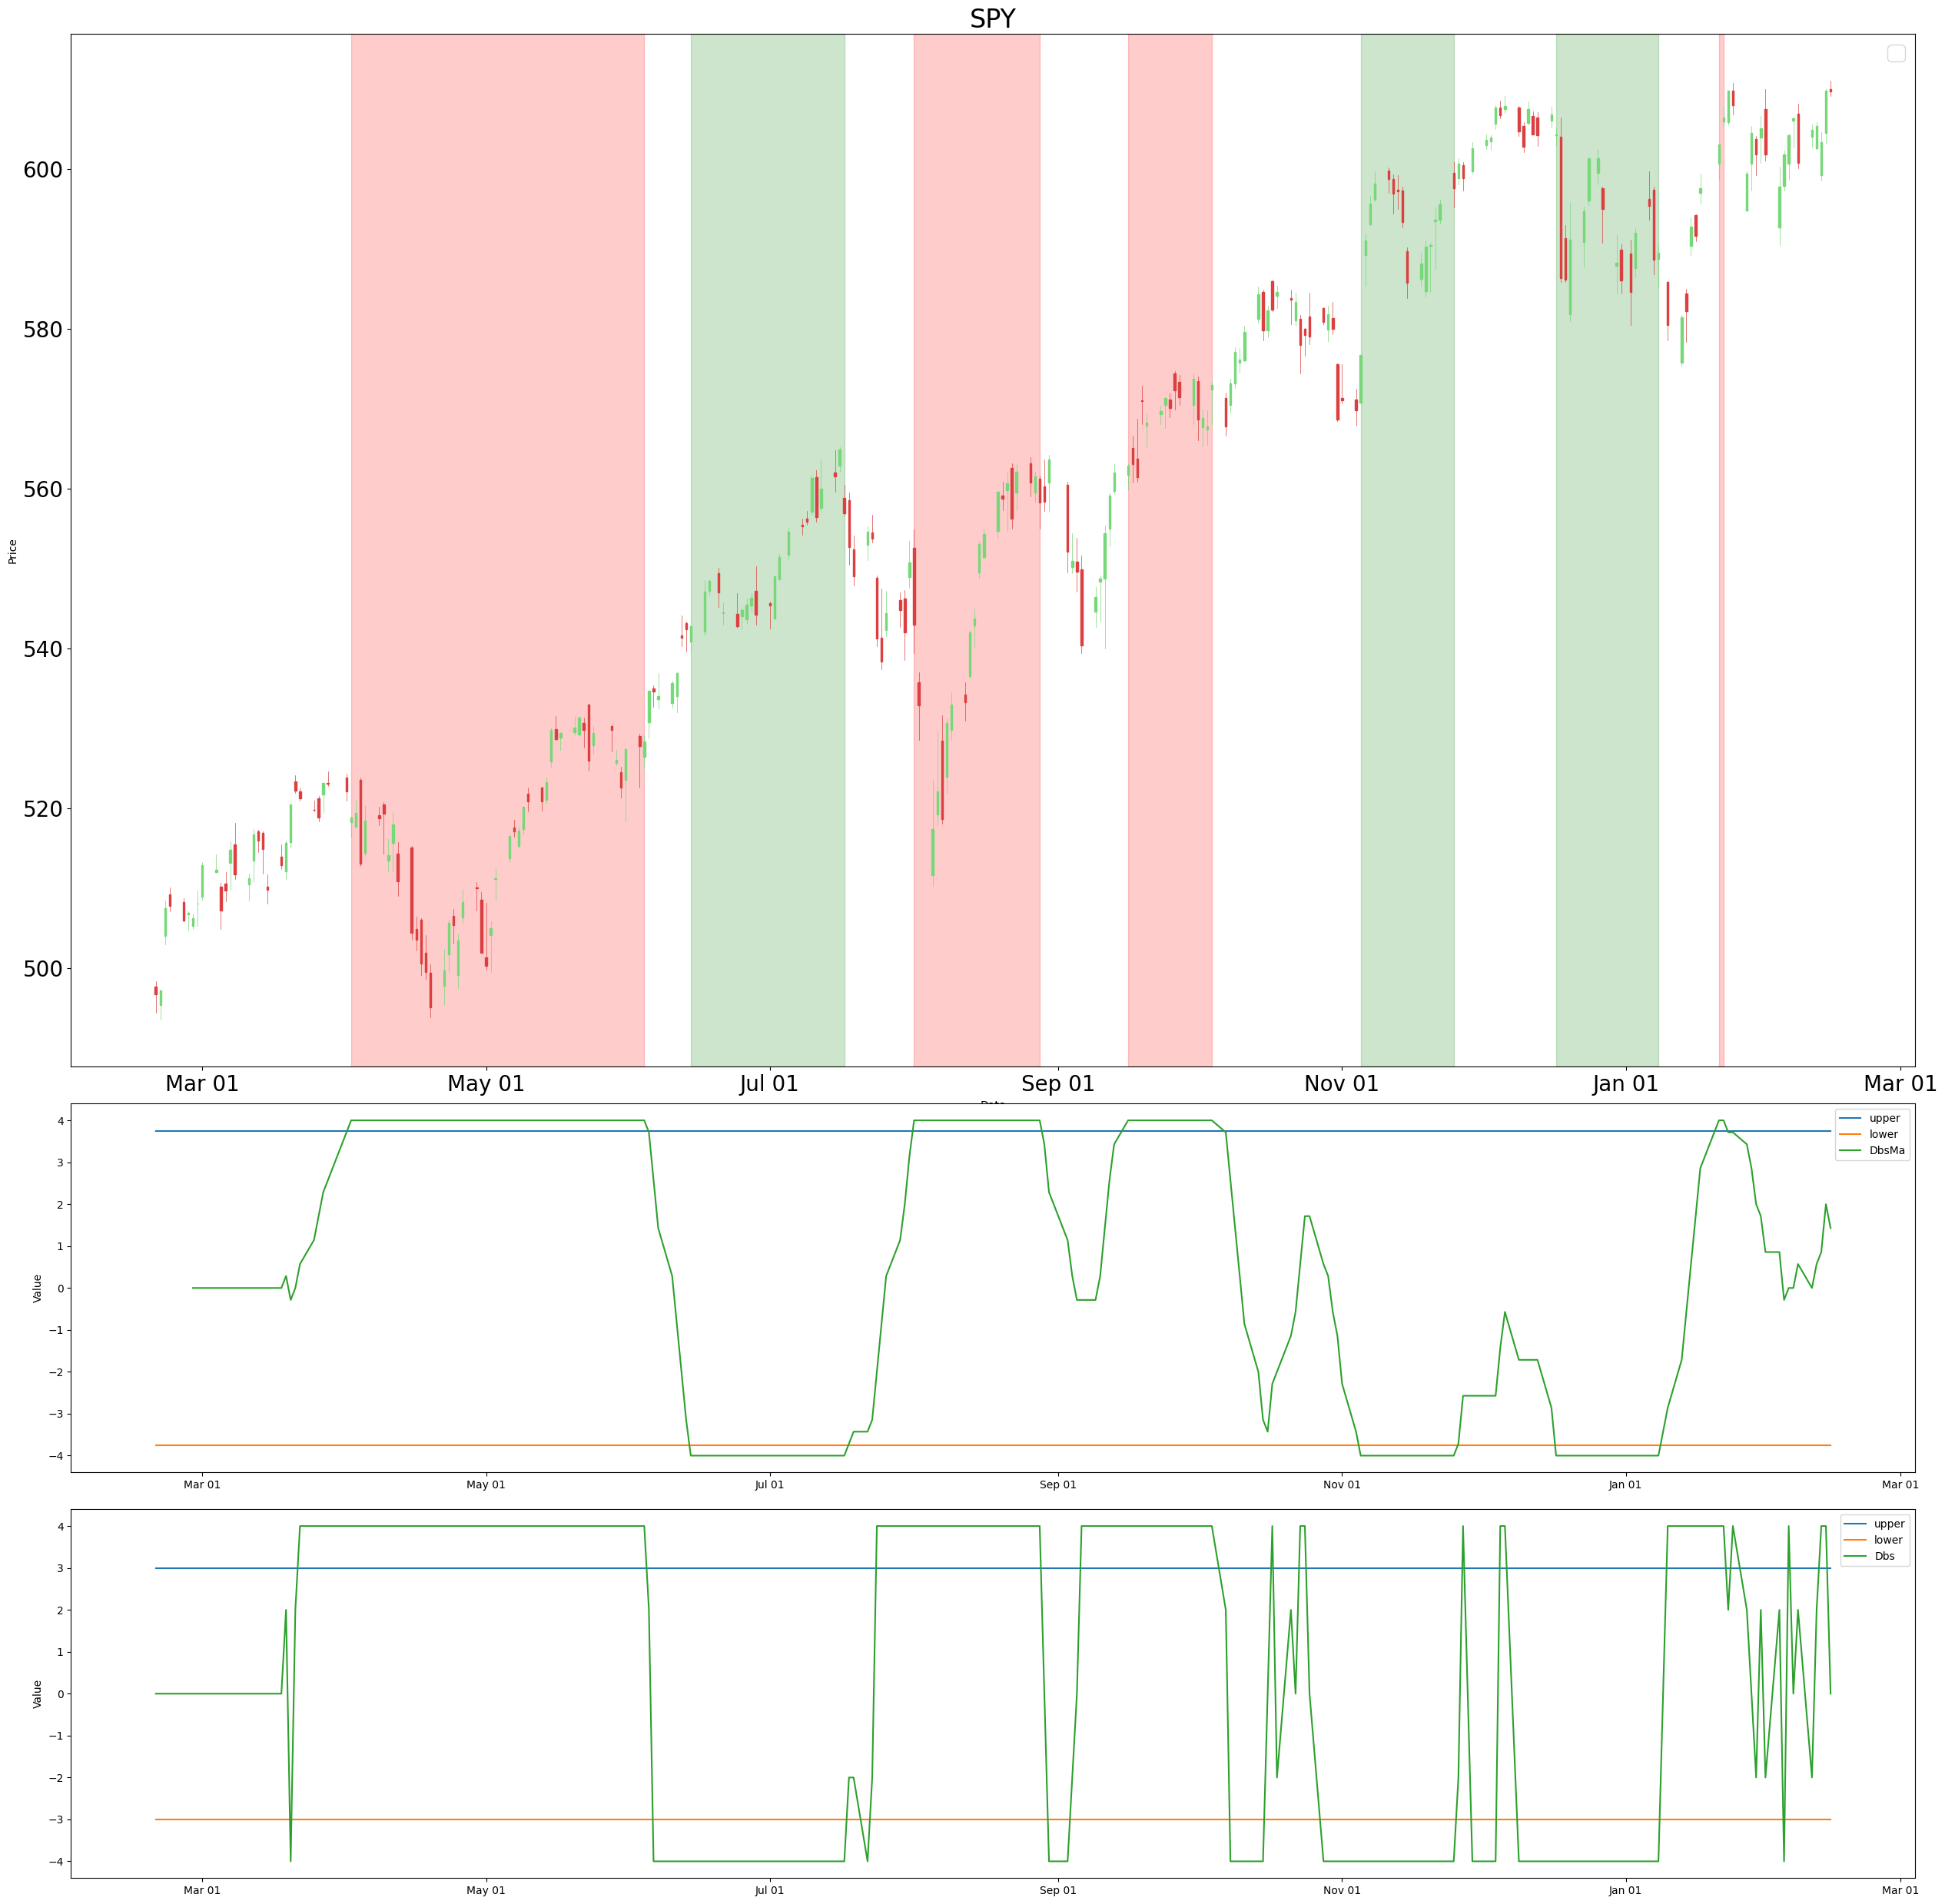 SPY
Price
600
580
560
540
520
500
Mar 01 May 01 Jul 01 Sep 01 Nov 01 Jan 01 Mar 01
Date
Value
4
3
2
1
0
−1
−2
−3
−4
upper
lower
DbsMa
Mar 01 May 01 Jul 01 Sep 01 Nov 01 Jan 01 Mar 01
Value
4
3
2
1
0
−1
−2
−3
−4
upper
lower
Dbs
Mar 01 May 01 Jul 01 Sep 01 Nov 01 Jan 01 Mar 01